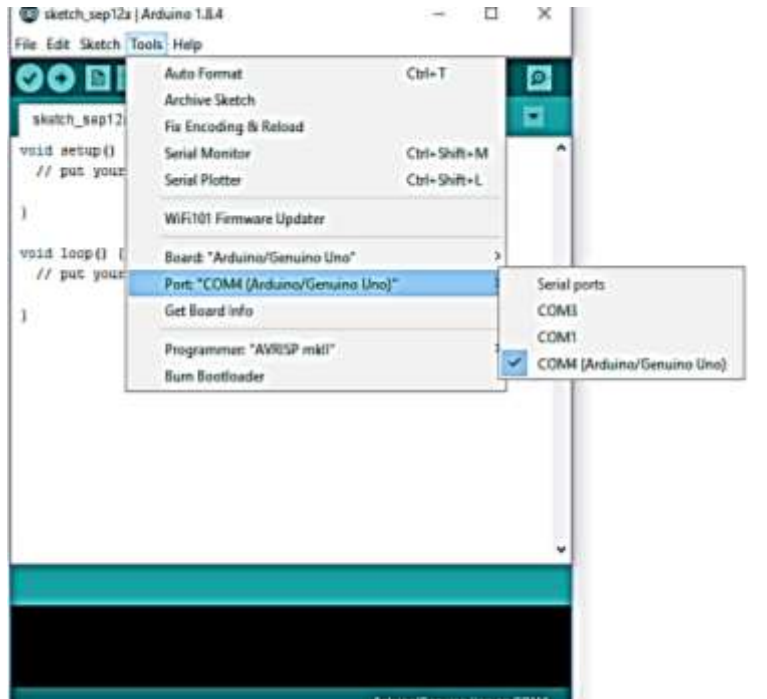 sketch_sep12a | Arduino 1.8.4
File Edit Sketch Tools Help
Auto Format Ctrl+T
Archive Sketch
Fix Encoding & Reload
Serial Monitor Ctrl+Shift+M
Serial Plotter Ctrl+Shift+L
WiFi101 Firmware Updater
Board: "Arduino/Genuino Uno"
Port: "COM4 (Arduino/Genuino Uno)"
Get Board Info
Programmer: "AVRISP mkII"
Burn Bootloader
Serial ports
COM3
COM1
COM4 (Arduino/Genuino Uno)
sketch_sep12
void setup()
// put your
}
void loop() {
// put your
}